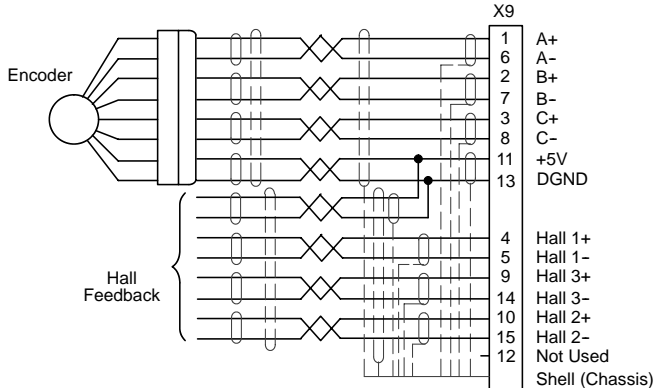 X9
Encoder
1 A+
6 A-
2 B+
7 B-
3 C+
8 C-
11 +5V
13 DGND
4 Hall 1+
5 Hall 1-
9 Hall 3+
14 Hall 3-
10 Hall 2+
15 Hall 2-
12 Not Used
Shell (Chassis)
Hall
Feedback